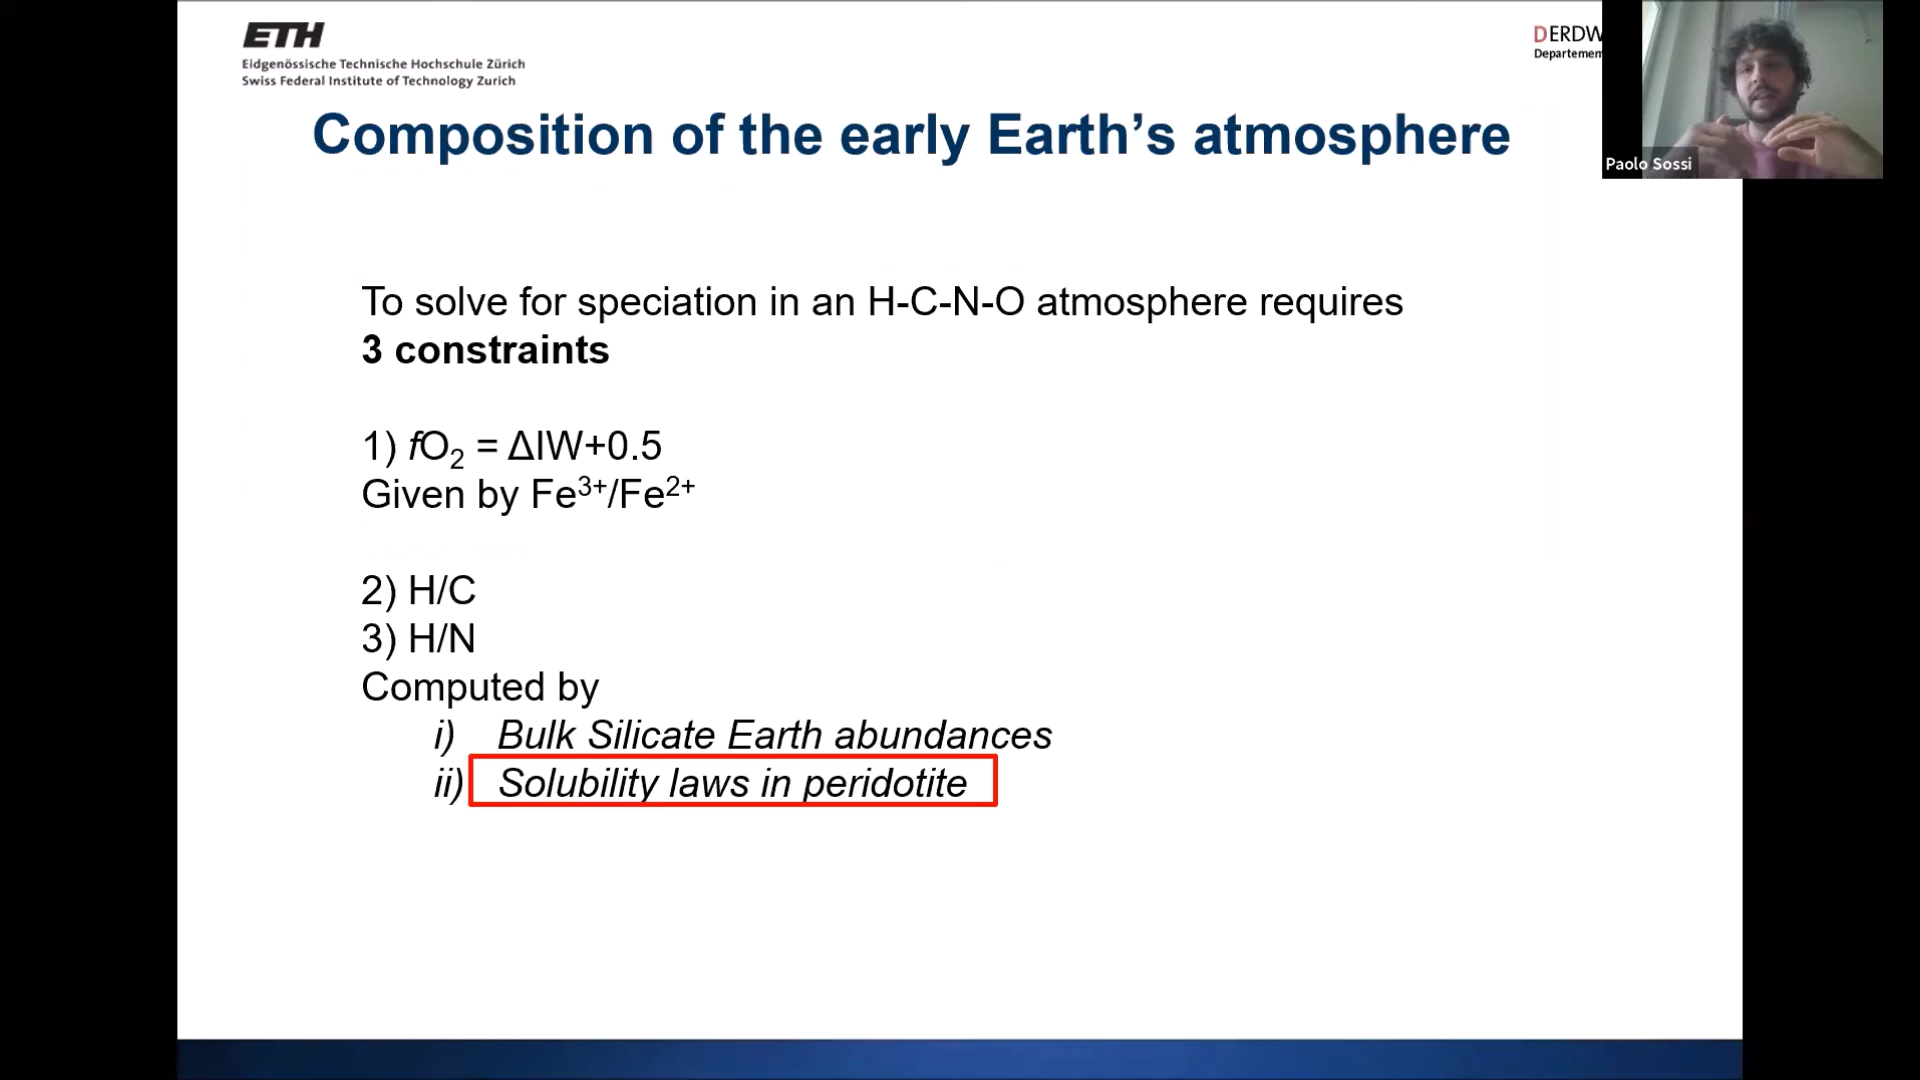 ETH
Eidgenössische Technische Hochschule Zürich
Swiss Federal Institute of Technology Zurich
DERDW
Departemen
Paolo Sossi
Composition of the early Earth’s atmosphere
To solve for speciation in an H-C-N-O atmosphere requires
3 constraints
1) fO₂ = ΔIW+0.5
Given by Fe³⁺/Fe²⁺
2) H/C
3) H/N
Computed by
i) Bulk Silicate Earth abundances
ii) Solubility laws in peridotite